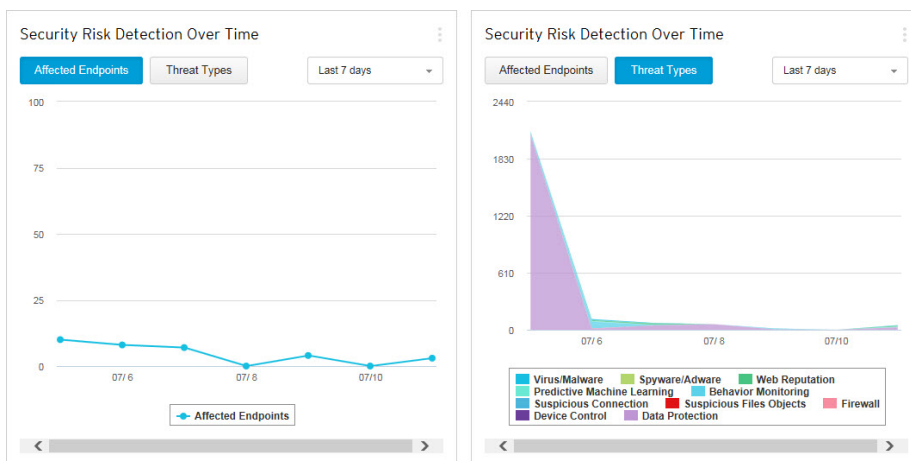 Security Risk Detection Over Time
Affected Endpoints Threat Types Last 7 days
100
75
50
25
0
07/ 6 07/ 8 07/10
Affected Endpoints
Security Risk Detection Over Time
Affected Endpoints Threat Types Last 7 days
2440
1830
1220
610
0
07/ 6 07/ 8 07/10
Virus/Malware Spyware/Adware Web Reputation
Predictive Machine Learning Behavior Monitoring
Suspicious Connection Suspicious Files Objects Firewall
Device Control Data Protection